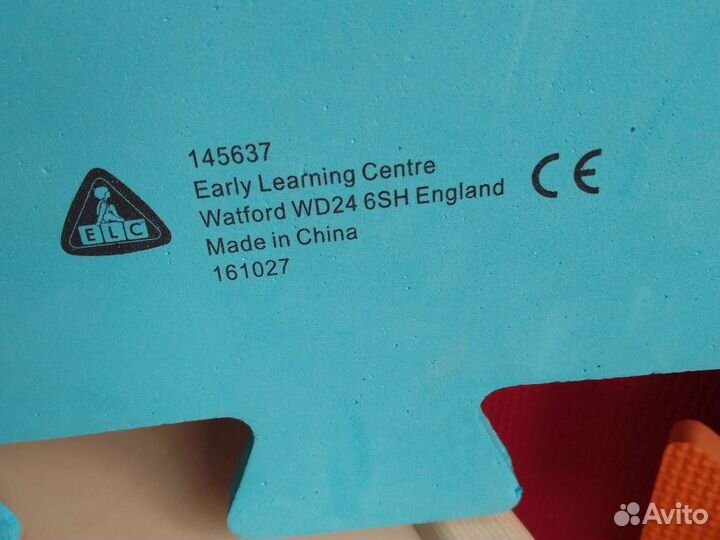 145637
Early Learning Centre
Watford WD24 6SH England
Made in China
161027
ELC
CE
Avito